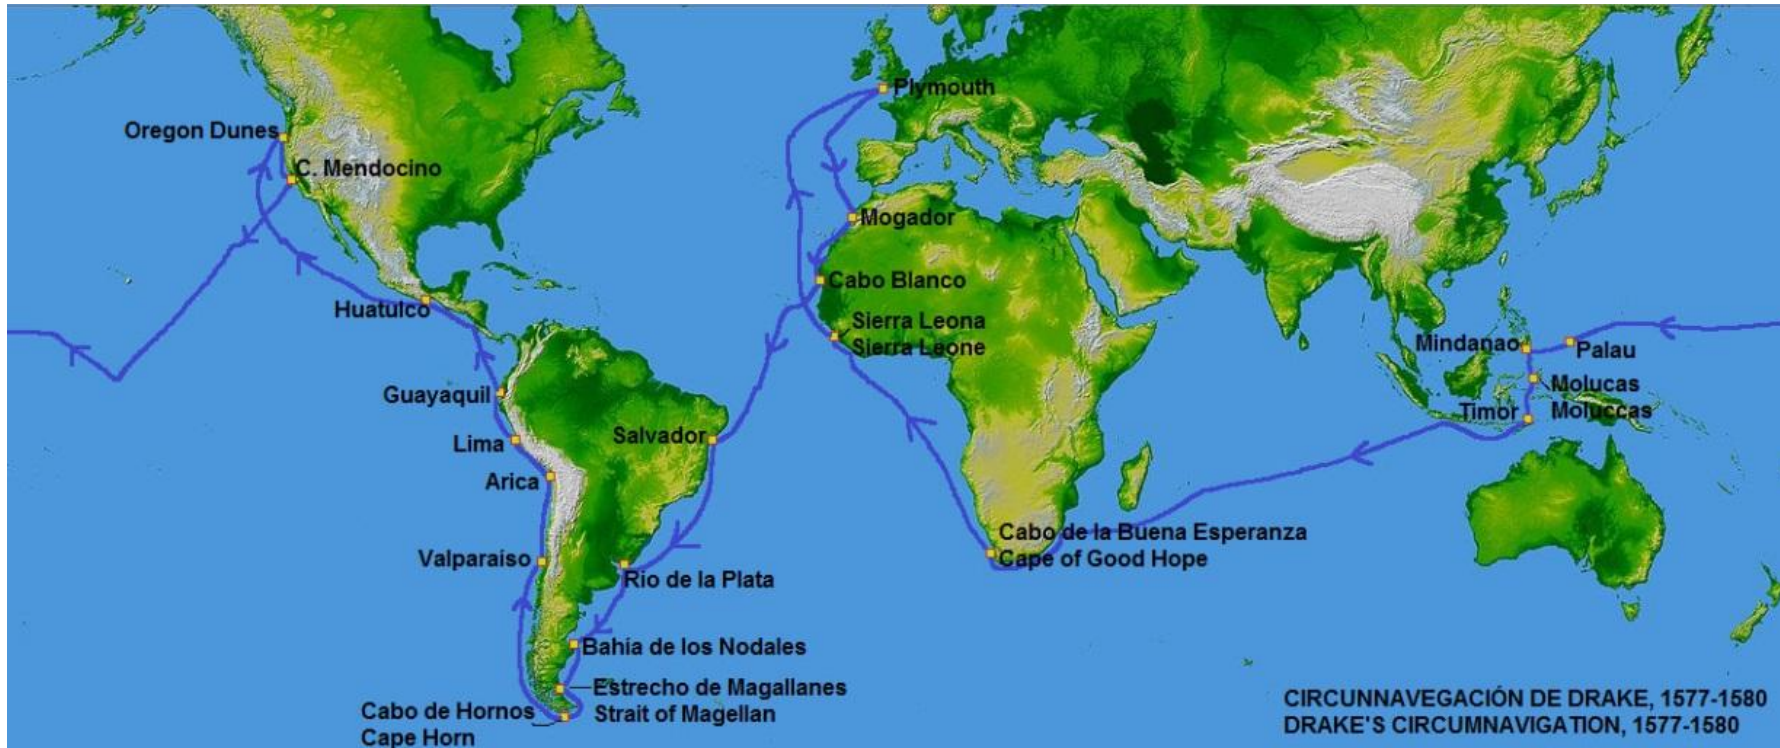 Plymouth
Oregon Dunes
C. Mendocino
Mogador
Cabo Blanco
Huatulco
Sierra Leona
Sierra Leone
Mindanao
Palau
Molucas
Moluccas
Timor
Guayaquil
Lima
Salvador
Arica
Cabo de la Buena Esperanza
Cape of Good Hope
Valparaiso
Rio de la Plata
Bahía de los Nodales
Estrecho de Magallanes
Strait of Magellan
Cabo de Hornos
Cape Horn
CIRCUNNAVEGACIÓN DE DRAKE, 1577-1580
DRAKE'S CIRCUMNAVIGATION, 1577-1580